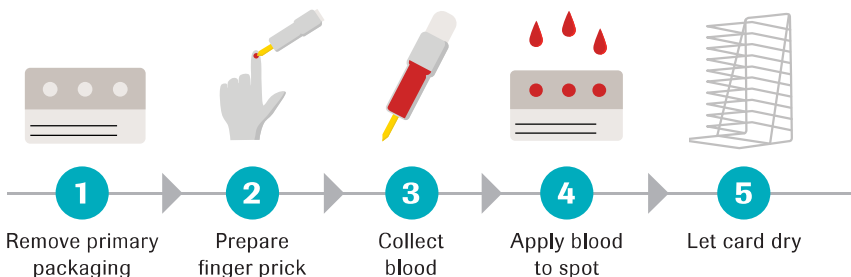 1
2
3
4
5
Remove primary
packaging
Prepare
finger prick
Collect
blood
Apply blood
to spot
Let card dry